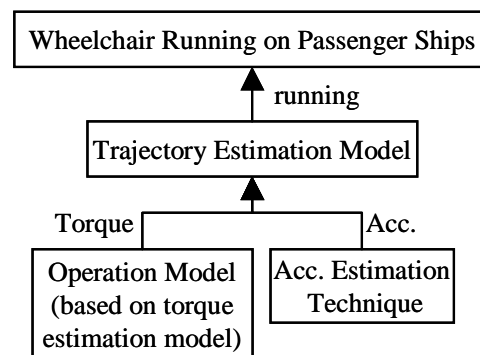 Wheelchair Running on Passenger Ships
running
Trajectory Estimation Model
Torque
Acc.
Operation Model
(based on torque
estimation model)
Acc. Estimation
Technique